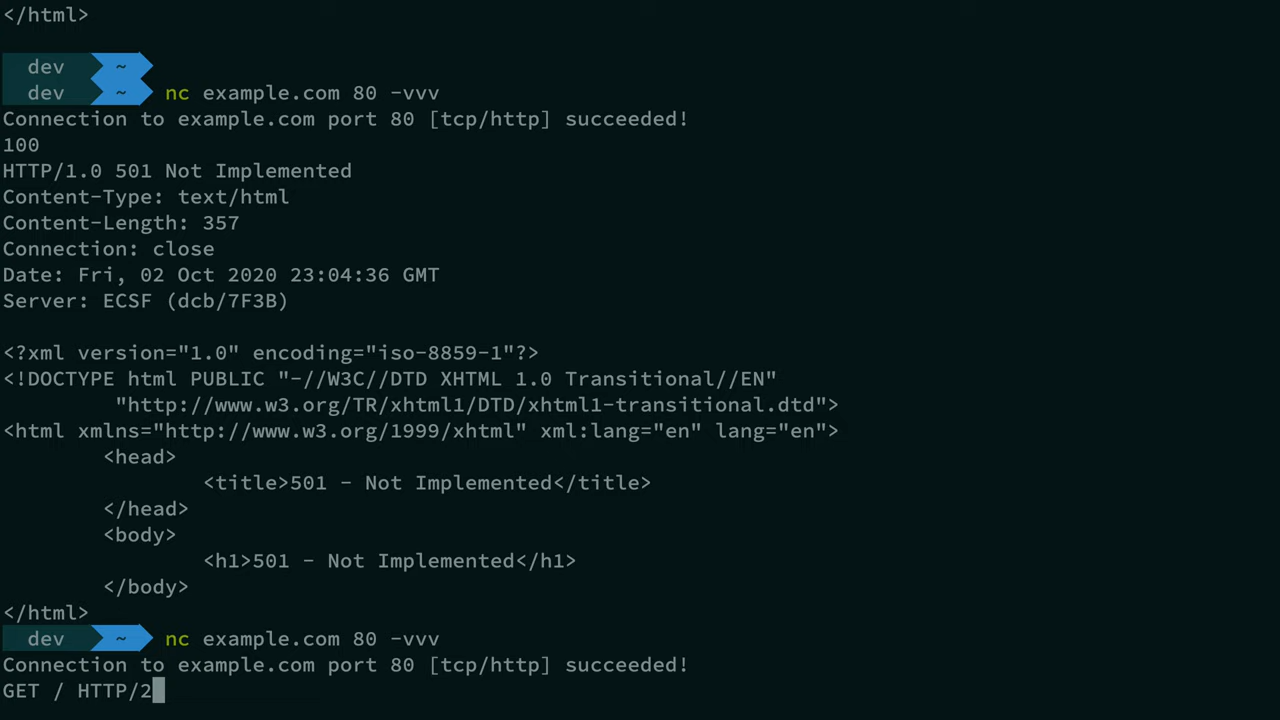 </html>
dev ~
dev ~ nc example.com 80 -vvv
Connection to example.com port 80 [tcp/http] succeeded!
100
HTTP/1.0 501 Not Implemented
Content-Type: text/html
Content-Length: 357
Connection: close
Date: Fri, 02 Oct 2020 23:04:36 GMT
Server: ECSF (dcb/7F3B)
<?xml version="1.0" encoding="iso-8859-1"?>
<!DOCTYPE html PUBLIC "-//W3C//DTD XHTML 1.0 Transitional//EN"
"http://www.w3.org/TR/xhtml1/DTD/xhtml1-transitional.dtd">
<html xmlns="http://www.w3.org/1999/xhtml" xml:lang="en" lang="en">
<head>
<title>501 - Not Implemented</title>
</head>
<body>
<h1>501 - Not Implemented</h1>
</body>
</html>
dev ~ nc example.com 80 -vvv
Connection to example.com port 80 [tcp/http] succeeded!
GET / HTTP/2